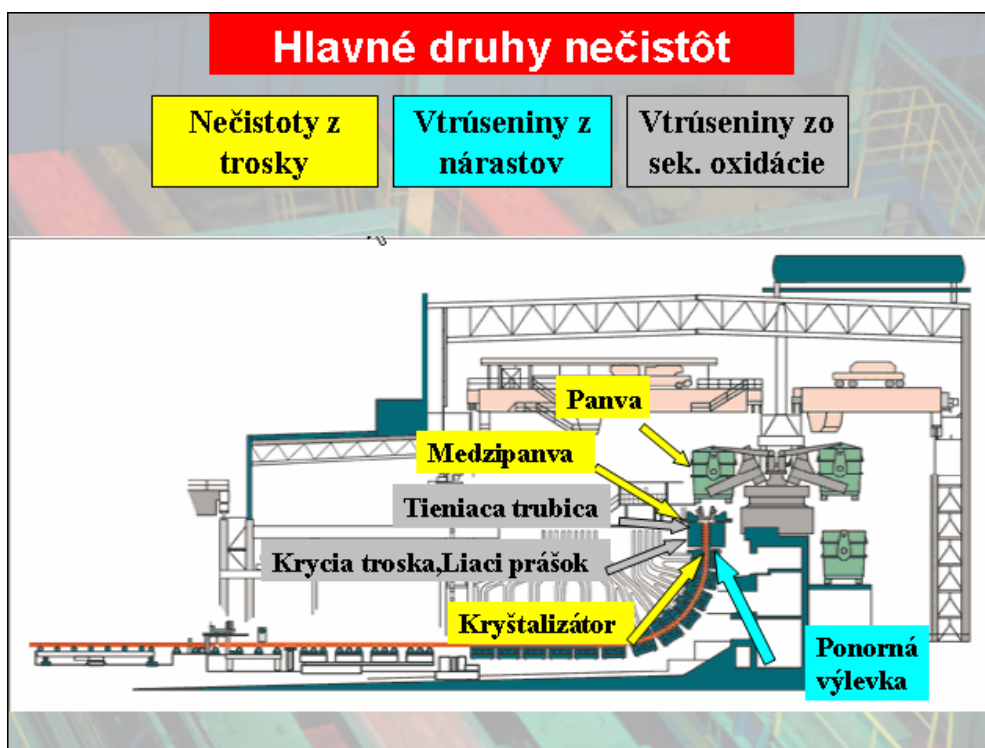 Hlavné druhy nečistôt
Nečistoty z
trosky
Vtrúseniny z
nárastov
Vtrúseniny zo
sek. oxidácie
Panva
Medzipanva
Tieniaca trubica
Krycia troska,Liaci prášok
Kryštalizátor
Ponorná
výlevka